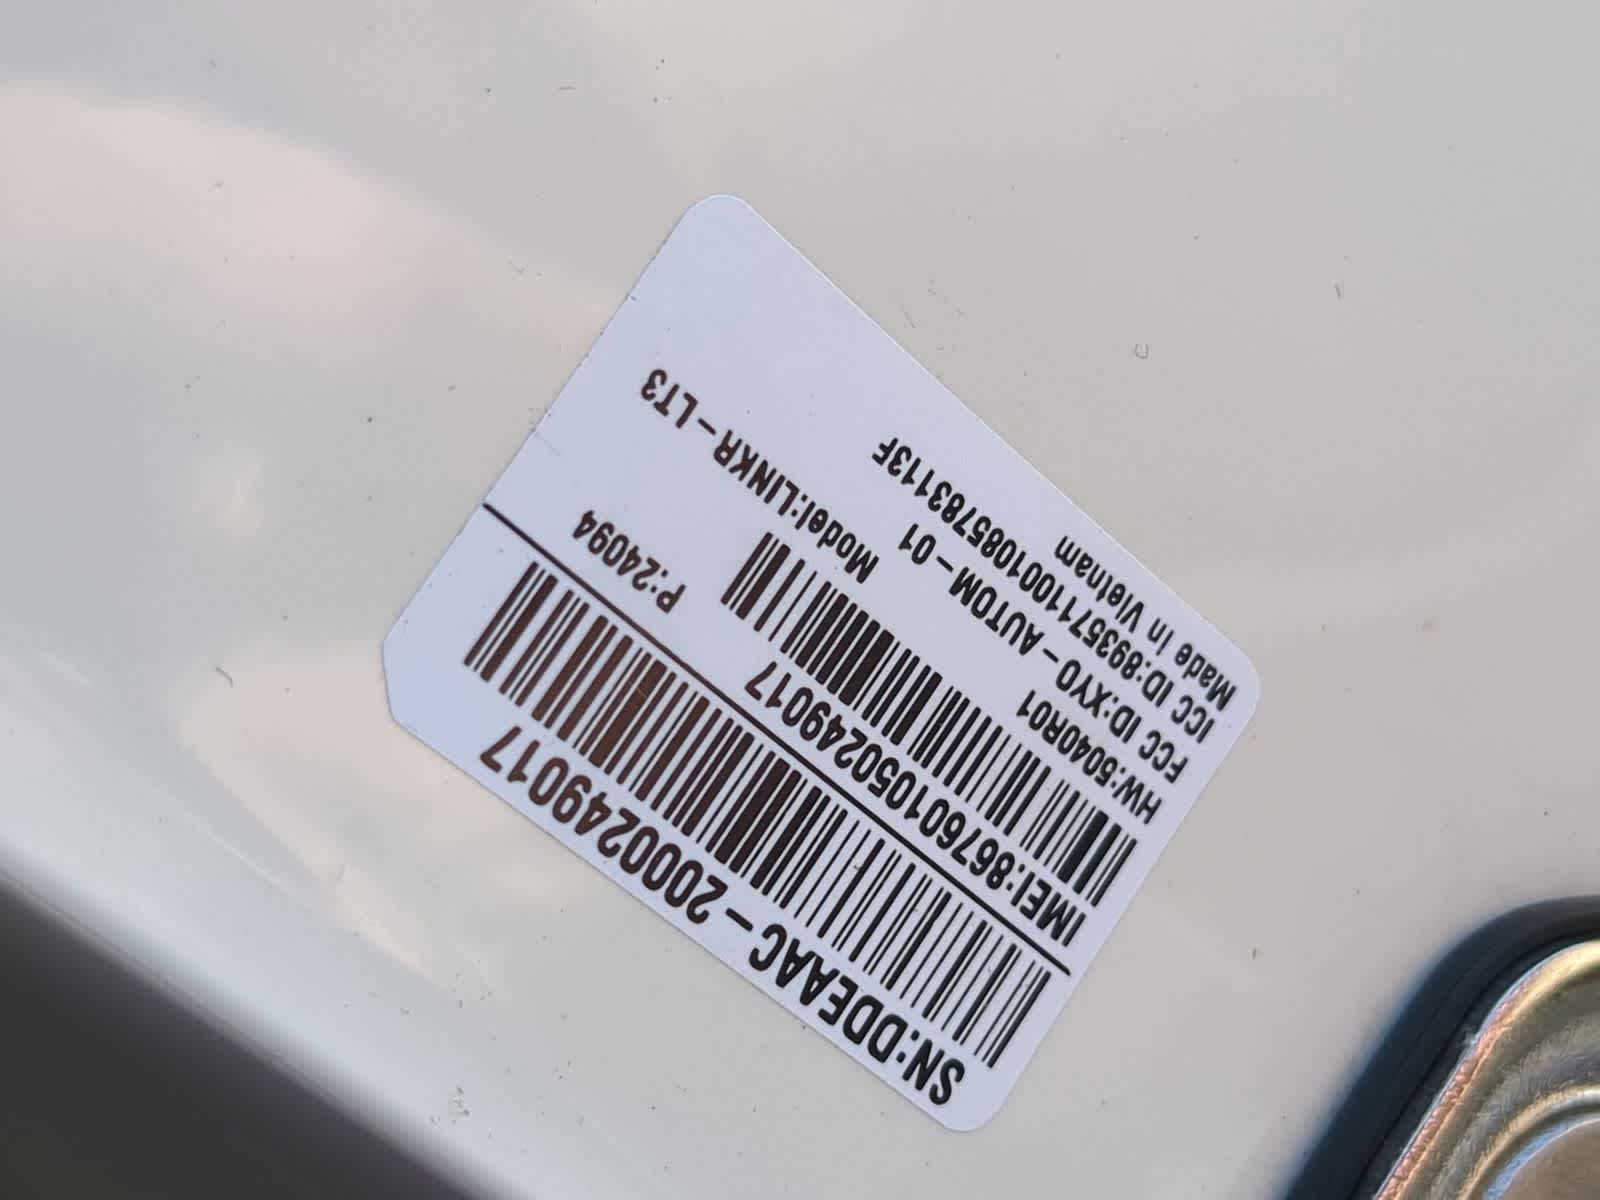 SN:DDEAAC-20000249017
P:24094
IMEI:867601050249017
Model:LINKR-LT3
HW:5040R01
FCC ID:XYO-AUTOM-01
ICC ID:8935711001085783113F
Made in Vietnam